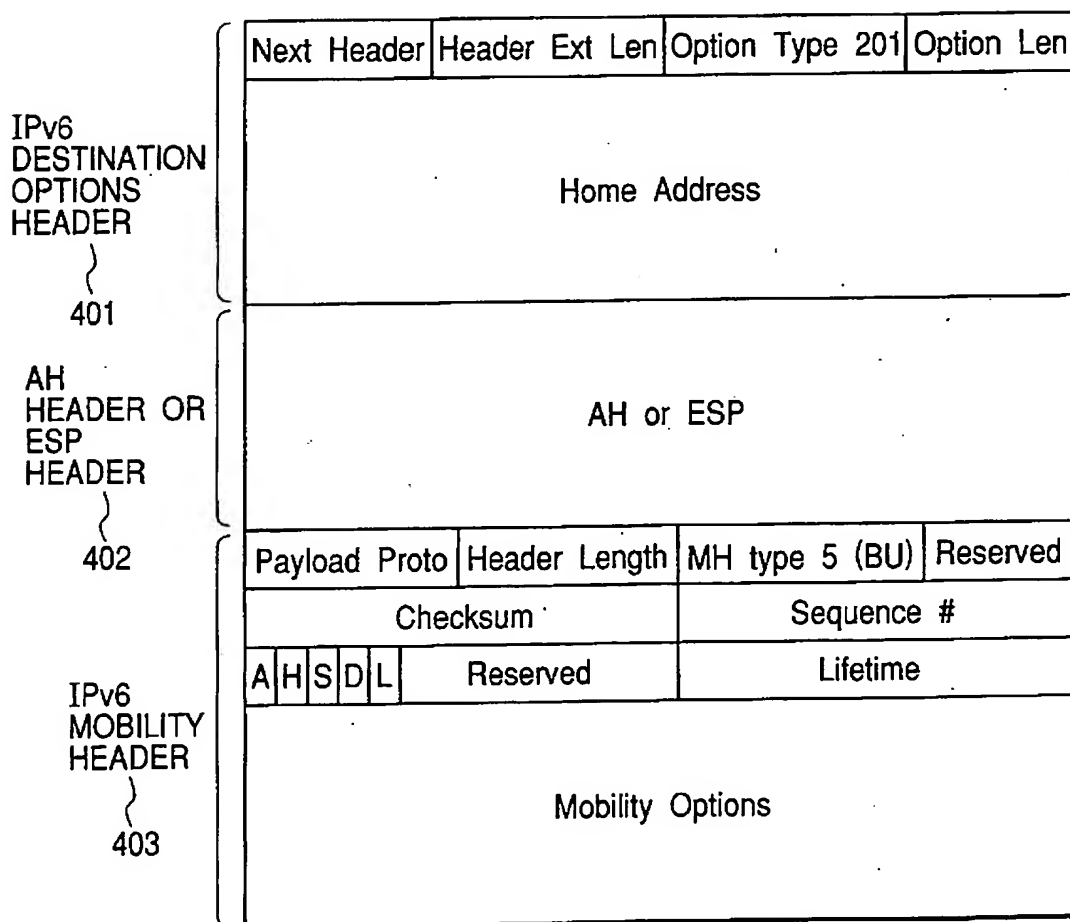 Next Header Header Ext Len Option Type 201 Option Len
IPv6
DESTINATION
OPTIONS
HEADER
401
Home Address
AH
HEADER OR
ESP
HEADER
402
AH or ESP
Payload Proto Header Length MH type 5 (BU) Reserved
Checksum Sequence #
A H S D L Reserved Lifetime
IPv6
MOBILITY
HEADER
403
Mobility Options